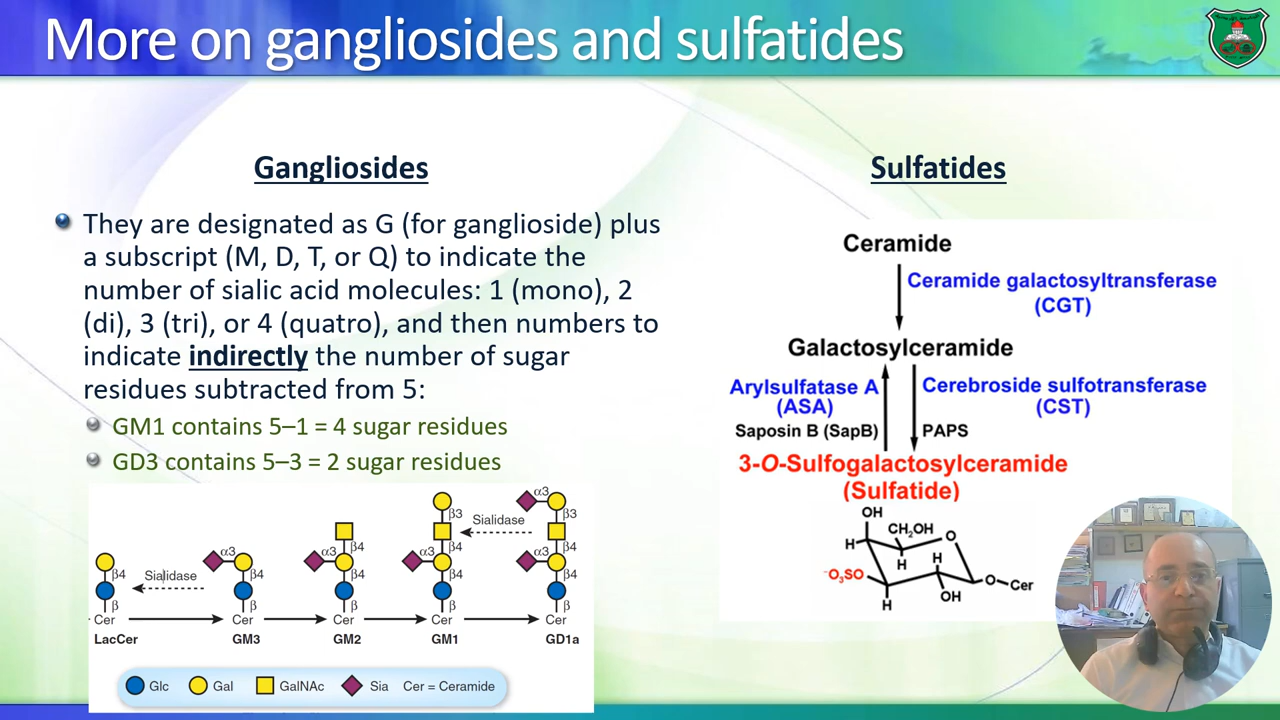 More on gangliosides and sulfatides
Gangliosides
They are designated as G (for ganglioside) plus
a subscript (M, D, T, or Q) to indicate the
number of sialic acid molecules: 1 (mono), 2
(di), 3 (tri), or 4 (quatro), and then numbers to
indicate indirectly the number of sugar
residues subtracted from 5:
GM1 contains 5–1 = 4 sugar residues
GD3 contains 5–3 = 2 sugar residues
α3
β3
Sialidase
α3
β4
α3
β4
α3
β4
α3
β4
β4
Sialidase
β4
β4
β4
β
β
β
β
β
Cer
Cer
Cer
Cer
Cer
LacCer
GM3
GM2
GM1
GD1a
Glc
Gal
GalNAc
Sia
Cer = Ceramide
Sulfatides
Ceramide
Ceramide galactosyltransferase
(CGT)
Galactosylceramide
Arylsulfatase A
(ASA)
Saposin B (SapB)
Cerebroside sulfotransferase
(CST)
PAPS
3-O-Sulfogalactosylceramide
(Sulfatide)
OH
CH₂OH
O
H
H
H
⁻O₃SO
O
Cer
OH
H